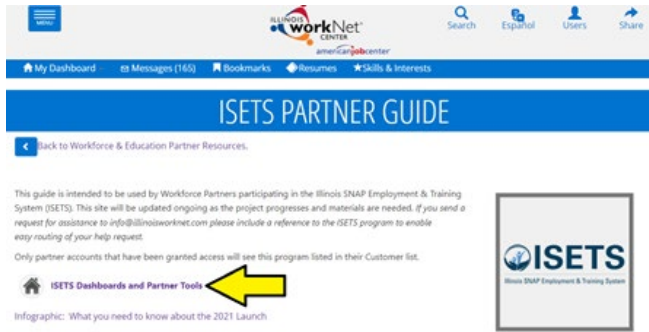 MENU
ILLINOIS
workNet
CENTER
americanjobcenter
Search
Español
Users
Share
My Dashboard
Messages (165)
Bookmarks
Resumes
Skills & Interests
ISETS PARTNER GUIDE
Back to Workforce & Education Partner Resources.
This guide is intended to be used by Workforce Partners participating in the Illinois SNAP Employment & Training
System (ISETS). This site will be updated ongoing as the project progresses and materials are needed. If you send a
request for assistance to info@illinoisworknet.com please include a reference to the ISETS program to enable
easy routing of your help request.
Only partner accounts that have been granted access will see this program listed in their Customer list.
ISETS Dashboards and Partner Tools
Infographic: What you need to know about the 2021 Launch
ISETS
Illinois SNAP Employment & Training System